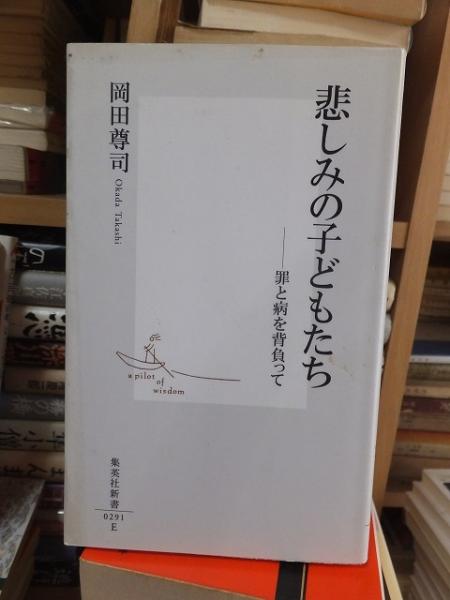 悲しみの子どもたち
――罪と病を背負って
岡田尊司
Okada Takashi
a pilot of wisdom
集英社新書
0291
E